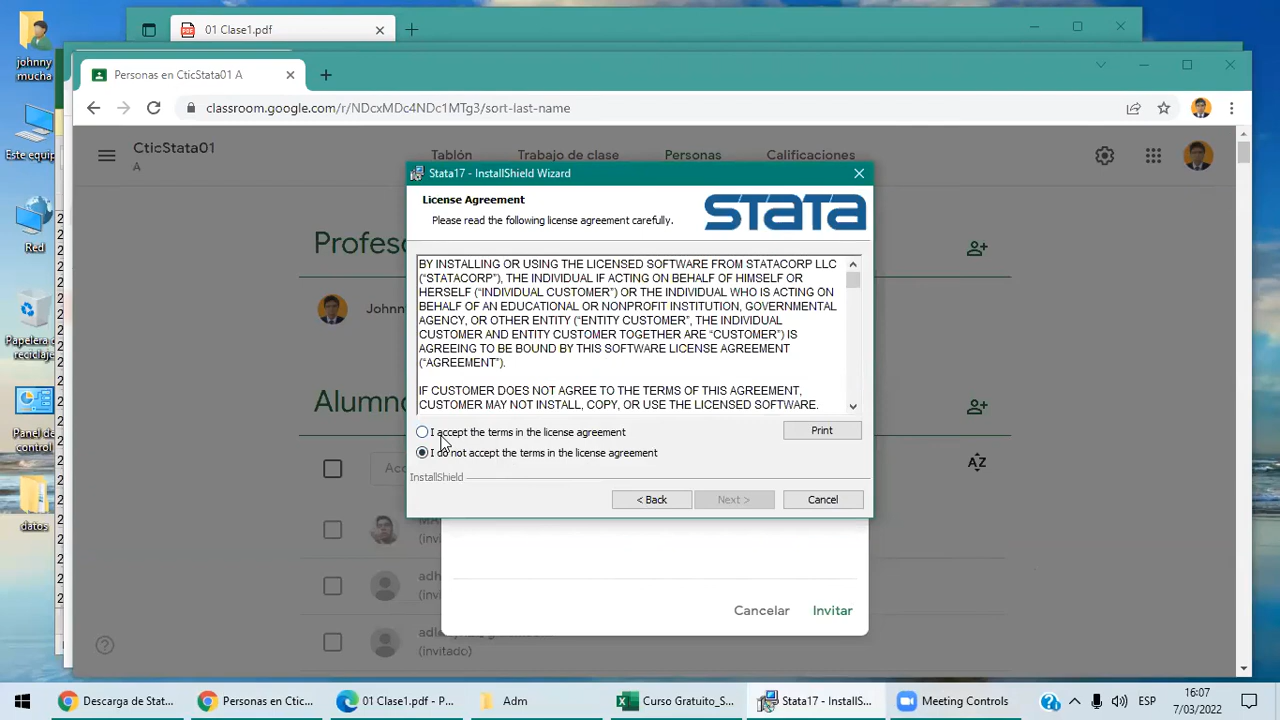 01 Clase1.pdf
johnny
mucha
Personas en CticStata01 A
classroom.google.com/r/NDcxMDc4NDc1MTg3/sort-last-name
Este equip
CticStata01
A
Tablón
Trabajo de clase
Personas
Calificaciones
Stata17 - InstallShield Wizard
License Agreement
Please read the following license agreement carefully.
STATA
Red
Profes
BY INSTALLING OR USING THE LICENSED SOFTWARE FROM STATACORP LLC
(“STATACORP”), THE INDIVIDUAL IF ACTING ON BEHALF OF HIMSELF OR
HERSELF (“INDIVIDUAL CUSTOMER”) OR THE INDIVIDUAL WHO IS ACTING ON
BEHALF OF AN EDUCATIONAL OR NONPROFIT INSTITUTION, GOVERNMENTAL
AGENCY, OR OTHER ENTITY (“ENTITY CUSTOMER”, THE INDIVIDUAL
CUSTOMER AND ENTITY CUSTOMER TOGETHER ARE “CUSTOMER”) IS
AGREEING TO BE BOUND BY THIS SOFTWARE LICENSE AGREEMENT
(“AGREEMENT”).
IF CUSTOMER DOES NOT AGREE TO THE TERMS OF THIS AGREEMENT,
CUSTOMER MAY NOT INSTALL, COPY, OR USE THE LICENSED SOFTWARE.
Johnn
Papelera de
reciclaje
Alumno
I accept the terms in the license agreement
Print
I do not accept the terms in the license agreement
Panel de
control
InstallShield
< Back
Next >
Cancel
AZ
datos
(invitado)
Cancelar
Invitar
Descarga de Stat...
Personas en Ctic...
01 Clase1.pdf - P...
Adm
Curso Gratuito_S...
Stata17 - InstallS...
Meeting Controls
ESP
16:07
7/03/2022